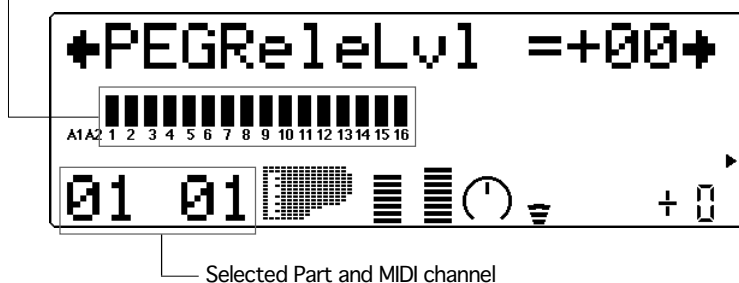 ←PEGReleLvl =+00→
A1 A2 1 2 3 4 5 6 7 8 9 10 11 12 13 14 15 16
01 01 + 0
Selected Part and MIDI channel